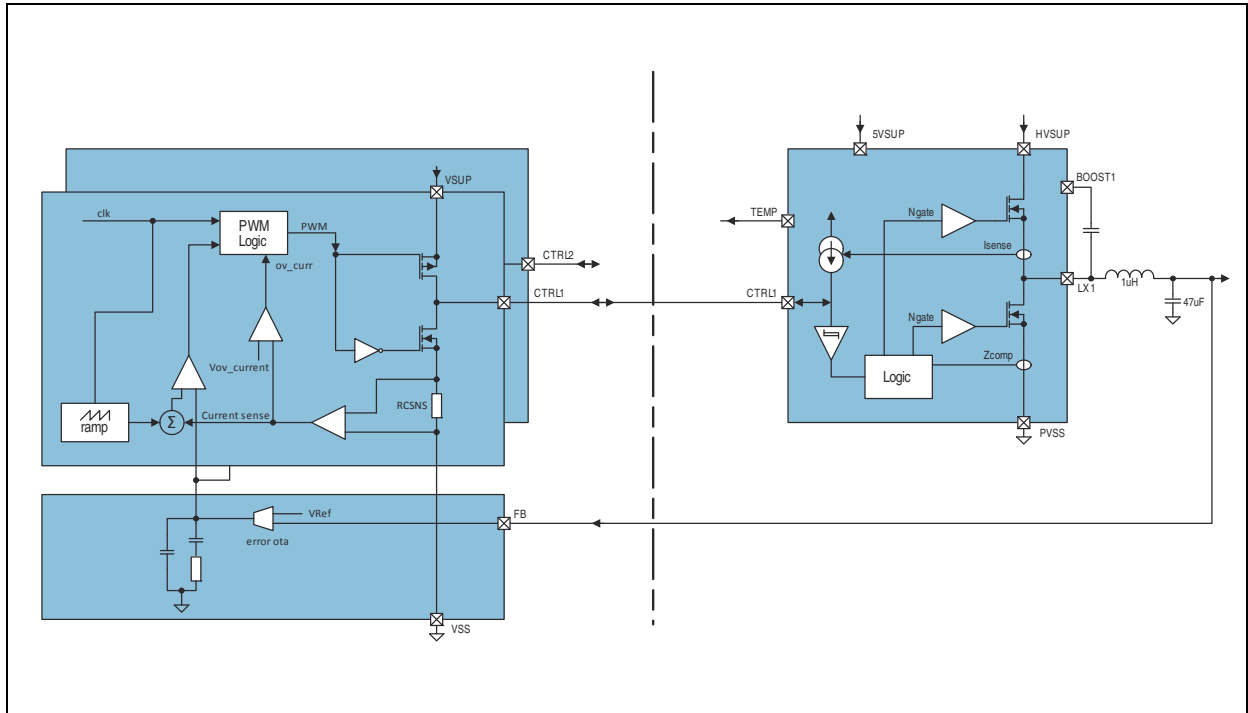 5VSUP
HVSUP
VSUP
BOOST1
clk
PWM
Logic
PWM
TEMP
Ngate
ov_curr
CTRL2
Isense
CTRL1
CTRL1
LX1
1uH
47uF
Ngate
Vov_current
Zcomp
Logic
RCSNS
ramp
Σ
Current sense
PVSS
VRef
FB
error ota
VSS